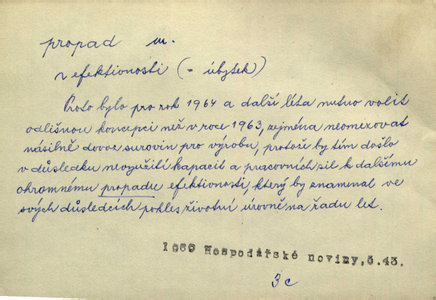 propad m.
v efektivnosti (= úbytek)
Proto bylo pro rok 1964 a další léta nutno volit
odlišnou koncepci než v roce 1963, zejména neomezovat
násilně dovoz surovin pro výrobu, protože by tím došlo
v důsledku nevyužití kapacit a pracovních sil k dalšímu
ohromnému propadu efektivnosti, který by znamenal ve
svých důsledcích pokles životní úrovně na řadu let.
Hospodářské noviny, č. 43.
3c